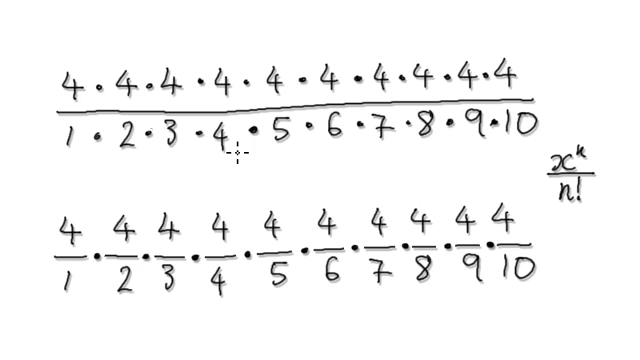 4 · 4 · 4 · 4 · 4 · 4 · 4 · 4 · 4 · 4
1 · 2 · 3 · 4 · 5 · 6 · 7 · 8 · 9 · 10
x^n
n!
4/1 · 4/2 · 4/3 · 4/4 · 4/5 · 4/6 · 4/7 · 4/8 · 4/9 · 4/10